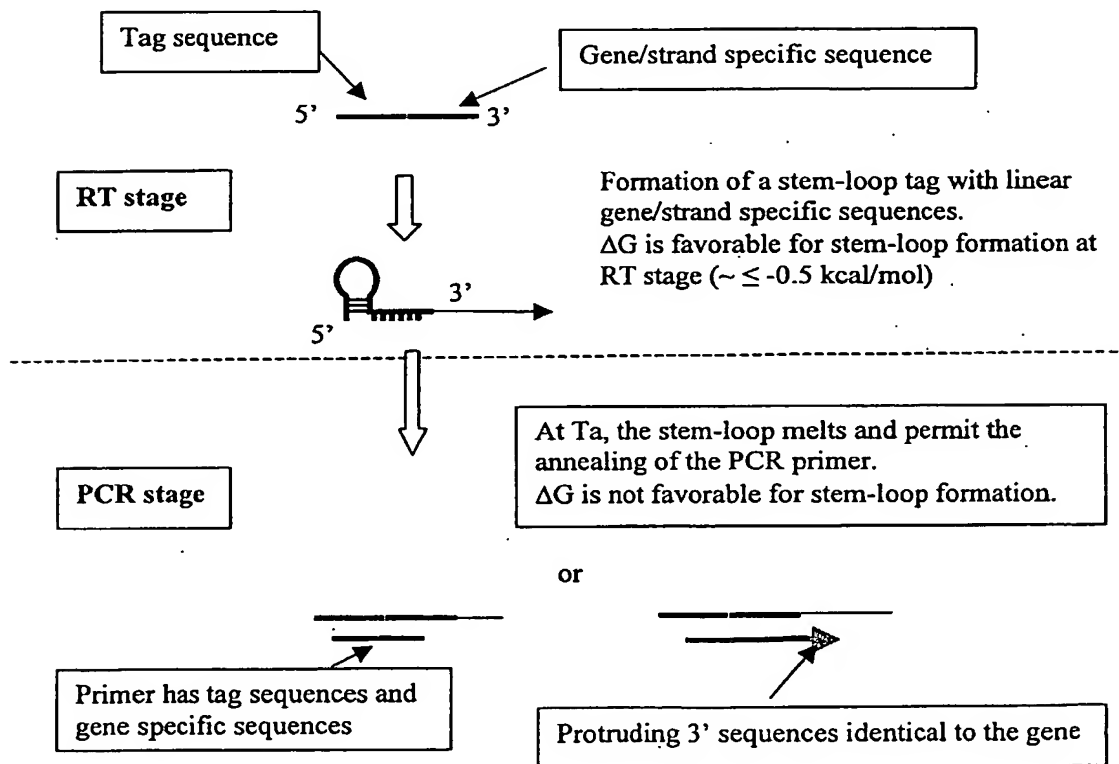 Tag sequence
Gene/strand specific sequence
5’
3’
RT stage
Formation of a stem-loop tag with linear
gene/strand specific sequences.
ΔG is favorable for stem-loop formation at
RT stage (~ ≤ -0.5 kcal/mol)
3’
5’
At Ta, the stem-loop melts and permit the
annealing of the PCR primer.
ΔG is not favorable for stem-loop formation.
PCR stage
or
Primer has tag sequences and
gene specific sequences
Protruding 3’ sequences identical to the gene